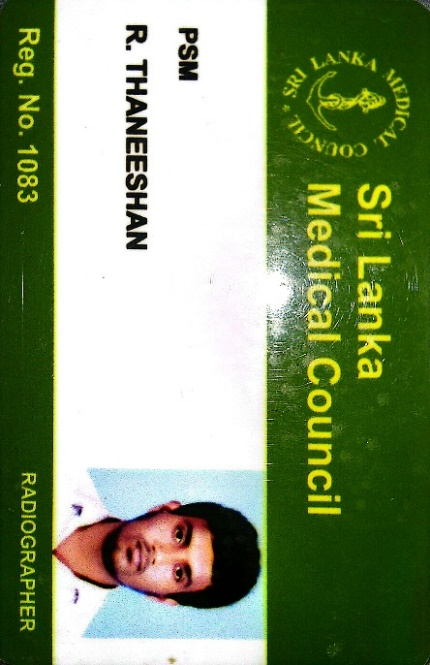 SRI LANKA MEDICAL COUNCIL *
Sri Lanka
Medical Council
PSM
R. THANEESHAN
Reg. No. 1083
RADIOGRAPHER